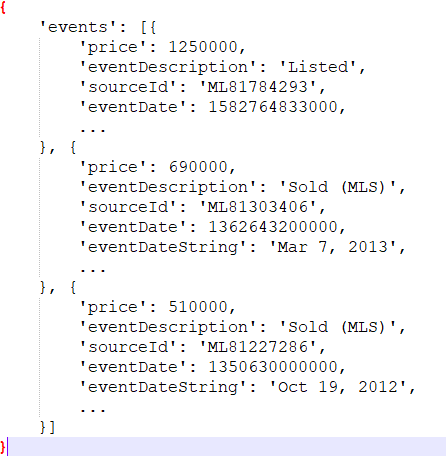 {
    'events': [{
        'price': 1250000,
        'eventDescription': 'Listed',
        'sourceId': 'ML81784293',
        'eventDate': 1582764833000,
        ...
    }, {
        'price': 690000,
        'eventDescription': 'Sold (MLS)',
        'sourceId': 'ML81303406',
        'eventDate': 1362643200000,
        'eventDateString': 'Mar 7, 2013',
        ...
    }, {
        'price': 510000,
        'eventDescription': 'Sold (MLS)',
        'sourceId': 'ML81227286',
        'eventDate': 1350630000000,
        'eventDateString': 'Oct 19, 2012',
        ...
    }]
}